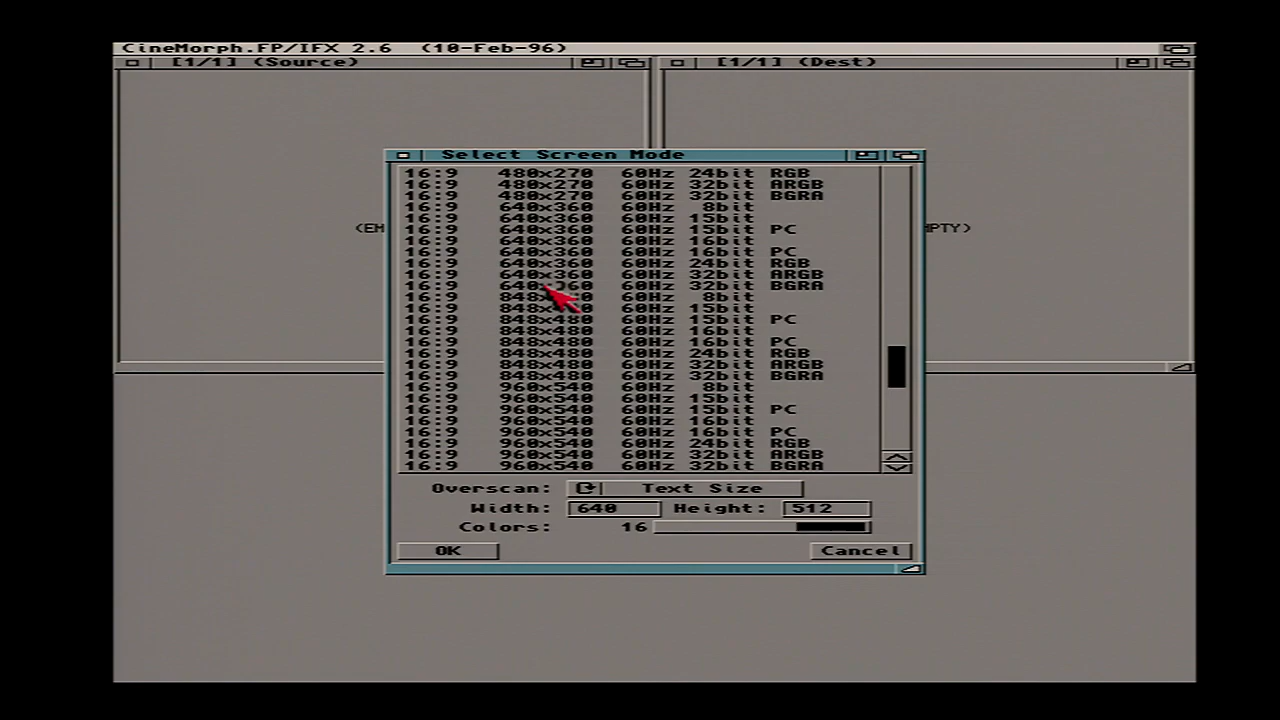 CineMorph.FP/IFX 2.6 (10-Feb-96)
[1/1] (Source)
[1/1] (Dest)
Select Screen Mode
16:9 480x270 60Hz 24bit RGB
16:9 480x270 60Hz 32bit ARGB
16:9 480x270 60Hz 32bit BGRA
16:9 640x360 60Hz 8bit
16:9 640x360 60Hz 15bit
16:9 640x360 60Hz 15bit PC
16:9 640x360 60Hz 16bit
16:9 640x360 60Hz 16bit PC
16:9 640x360 60Hz 24bit RGB
16:9 640x360 60Hz 32bit ARGB
16:9 640x360 60Hz 32bit BGRA
16:9 848x480 60Hz 8bit
16:9 848x480 60Hz 15bit
16:9 848x480 60Hz 15bit PC
16:9 848x480 60Hz 16bit
16:9 848x480 60Hz 16bit PC
16:9 848x480 60Hz 24bit RGB
16:9 848x480 60Hz 32bit ARGB
16:9 848x480 60Hz 32bit BGRA
16:9 960x540 60Hz 8bit
16:9 960x540 60Hz 15bit
16:9 960x540 60Hz 15bit PC
16:9 960x540 60Hz 16bit
16:9 960x540 60Hz 16bit PC
16:9 960x540 60Hz 24bit RGB
16:9 960x540 60Hz 32bit ARGB
16:9 960x540 60Hz 32bit BGRA
(EM
MPTY)
Overscan: Text Size
Width: 640 Height: 512
Colors: 16
OK Cancel